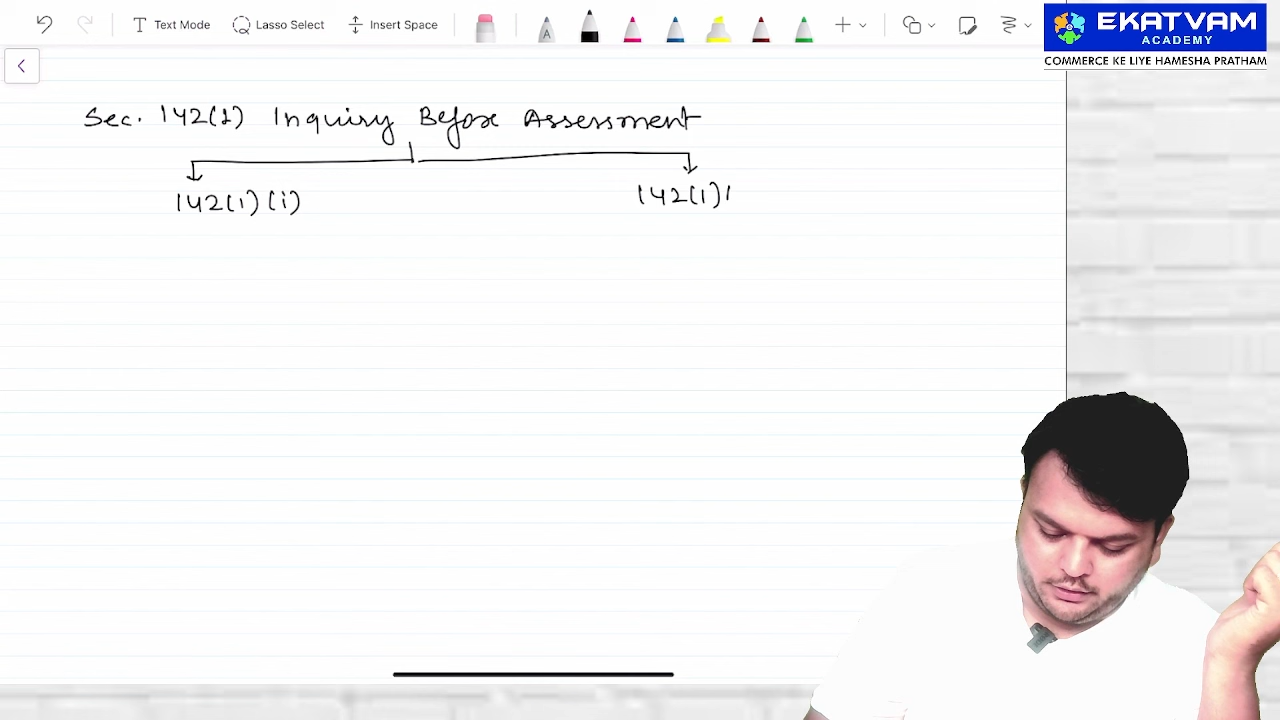 Text Mode Lasso Select Insert Space A
EKATVAM
ACADEMY
COMMERCE KE LIYE HAMESHA PRATHAM
Sec. 142(1) Inquiry Before Assessment
142(1)(i) 142(1)(